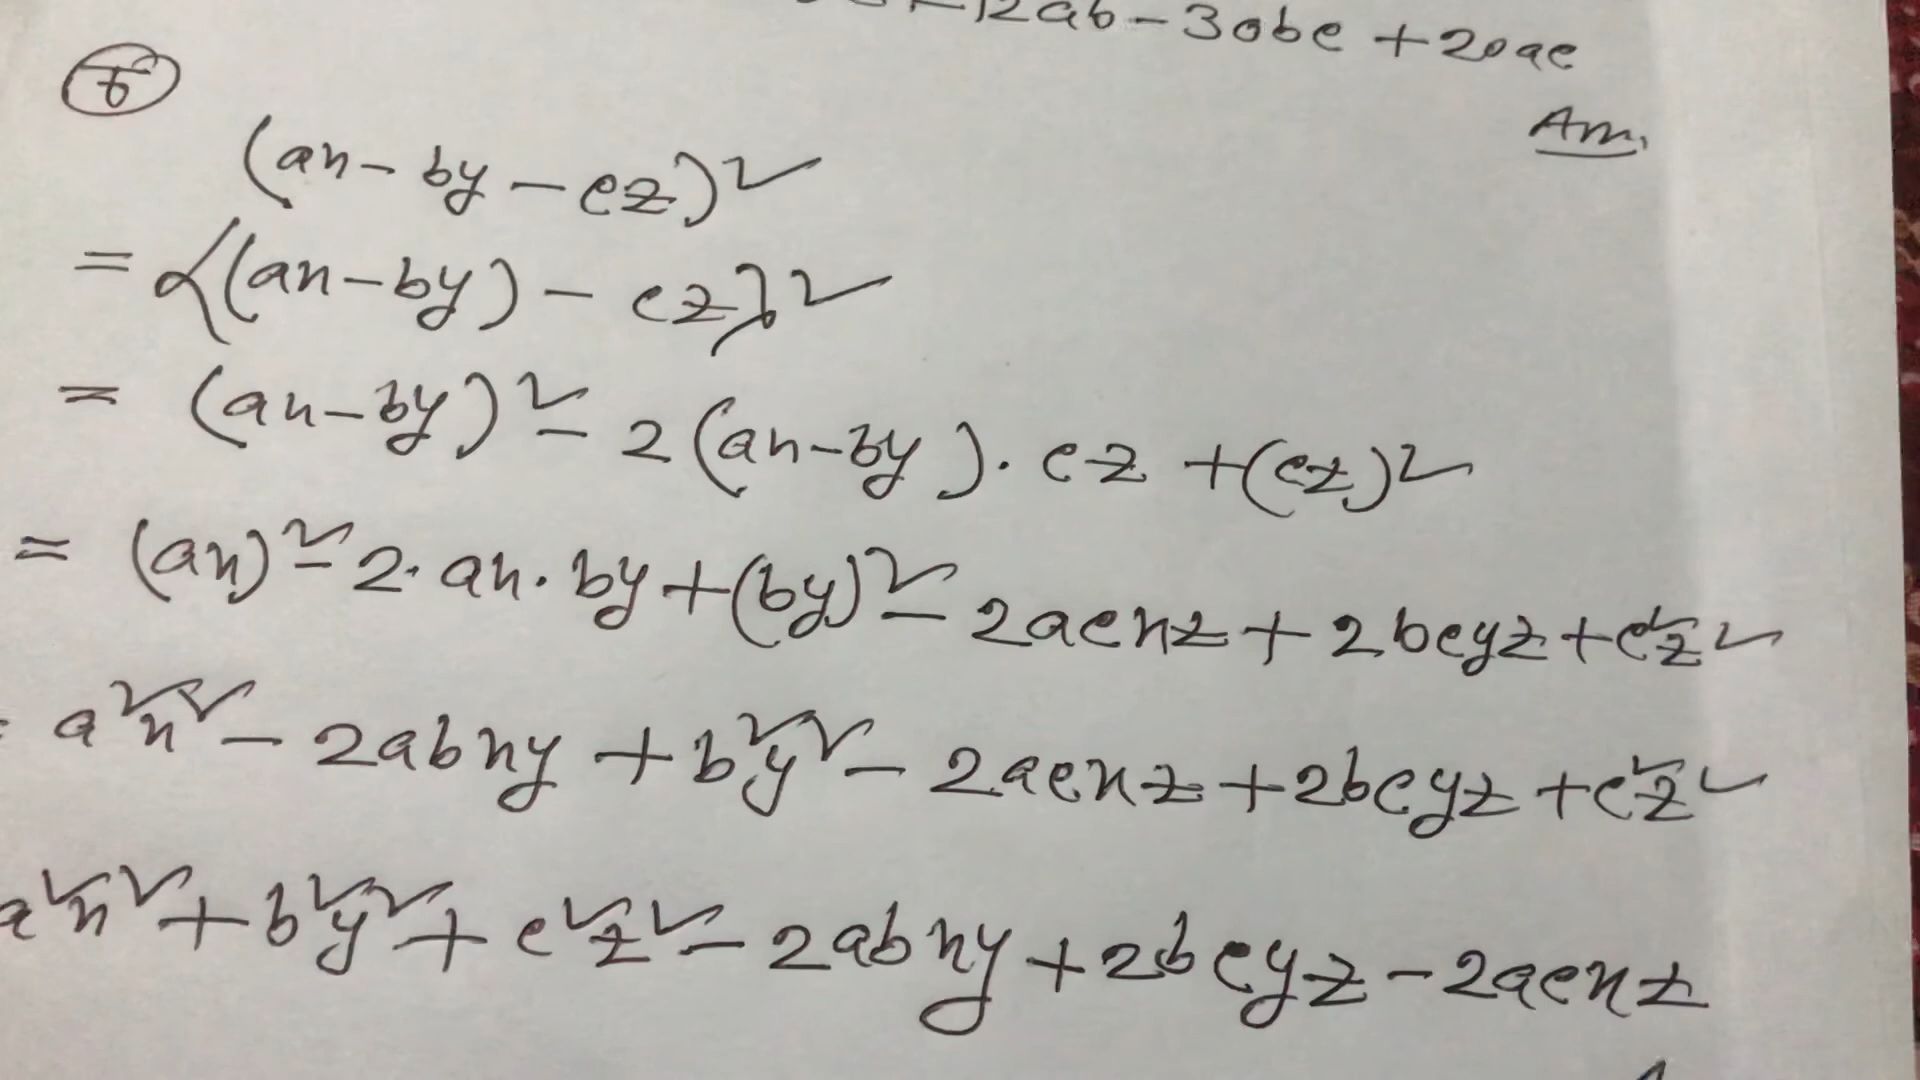 12ab-30bc+20ac
Ans.
(ax-by-cz)²
={(ax-by)-cz}²
= (ax-by)²-2(ax-by).cz+(cz)²
= (ax)²-2.ax.by+(by)²-2acxz+2bcyz+c²z²
= a²x²-2abxy+b²y²-2acxz+2bcyz+c²z²
a²x²+b²y²+c²z²-2abxy+2bcyz-2acxz